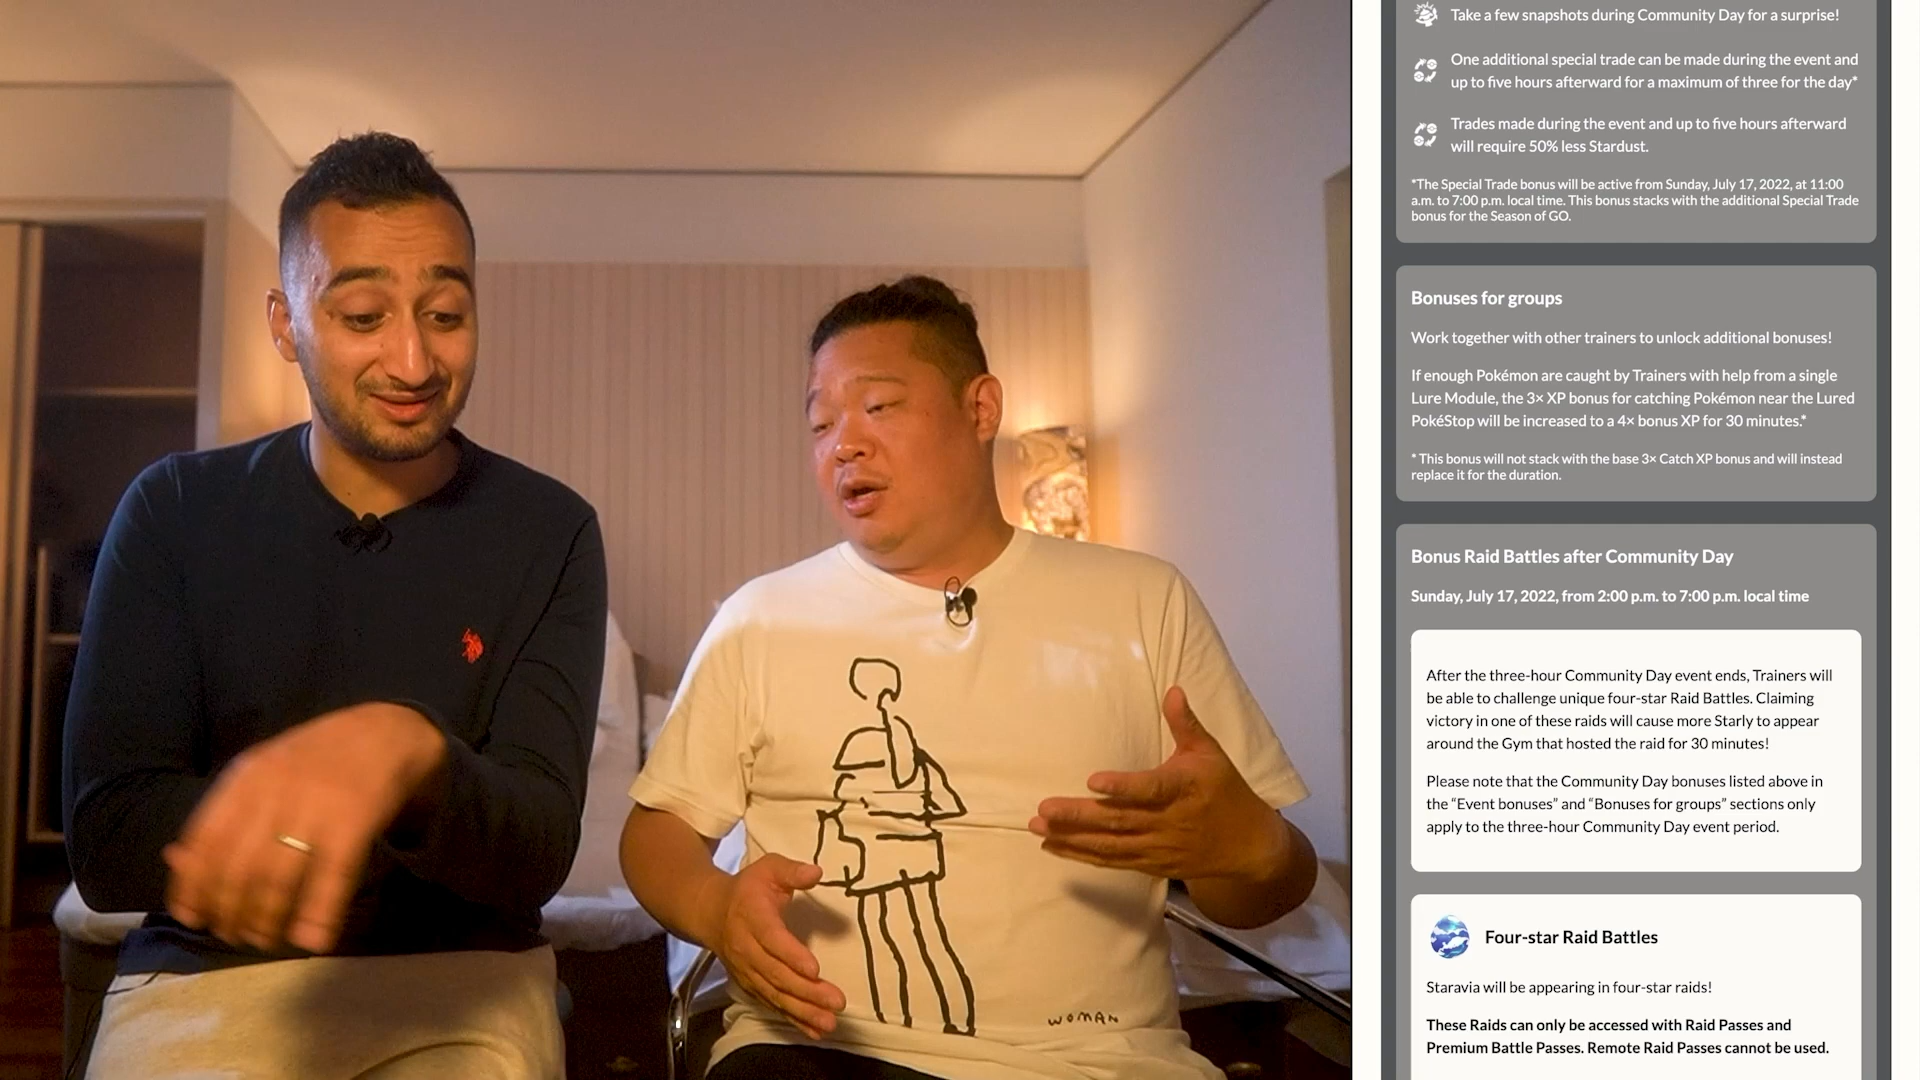 Take a few snapshots during Community Day for a surprise!
One additional special trade can be made during the event and
up to five hours afterward for a maximum of three for the day*
Trades made during the event and up to five hours afterward
will require 50% less Stardust.
*The Special Trade bonus will be active from Sunday, July 17, 2022, at 11:00
a.m. to 7:00 p.m. local time. This bonus stacks with the additional Special Trade
bonus for the Season of GO.
Bonuses for groups
Work together with other trainers to unlock additional bonuses!
If enough Pokémon are caught by Trainers with help from a single
Lure Module, the 3× XP bonus for catching Pokémon near the Lured
PokéStop will be increased to a 4× bonus XP for 30 minutes.*
* This bonus will not stack with the base 3× Catch XP bonus and will instead
replace it for the duration.
Bonus Raid Battles after Community Day
Sunday, July 17, 2022, from 2:00 p.m. to 7:00 p.m. local time
After the three-hour Community Day event ends, Trainers will
be able to challenge unique four-star Raid Battles. Claiming
victory in one of these raids will cause more Starly to appear
around the Gym that hosted the raid for 30 minutes!
Please note that the Community Day bonuses listed above in
the “Event bonuses” and “Bonuses for groups” sections only
apply to the three-hour Community Day event period.
Four-star Raid Battles
Staravia will be appearing in four-star raids!
These Raids can only be accessed with Raid Passes and
Premium Battle Passes. Remote Raid Passes cannot be used.
WOMAN